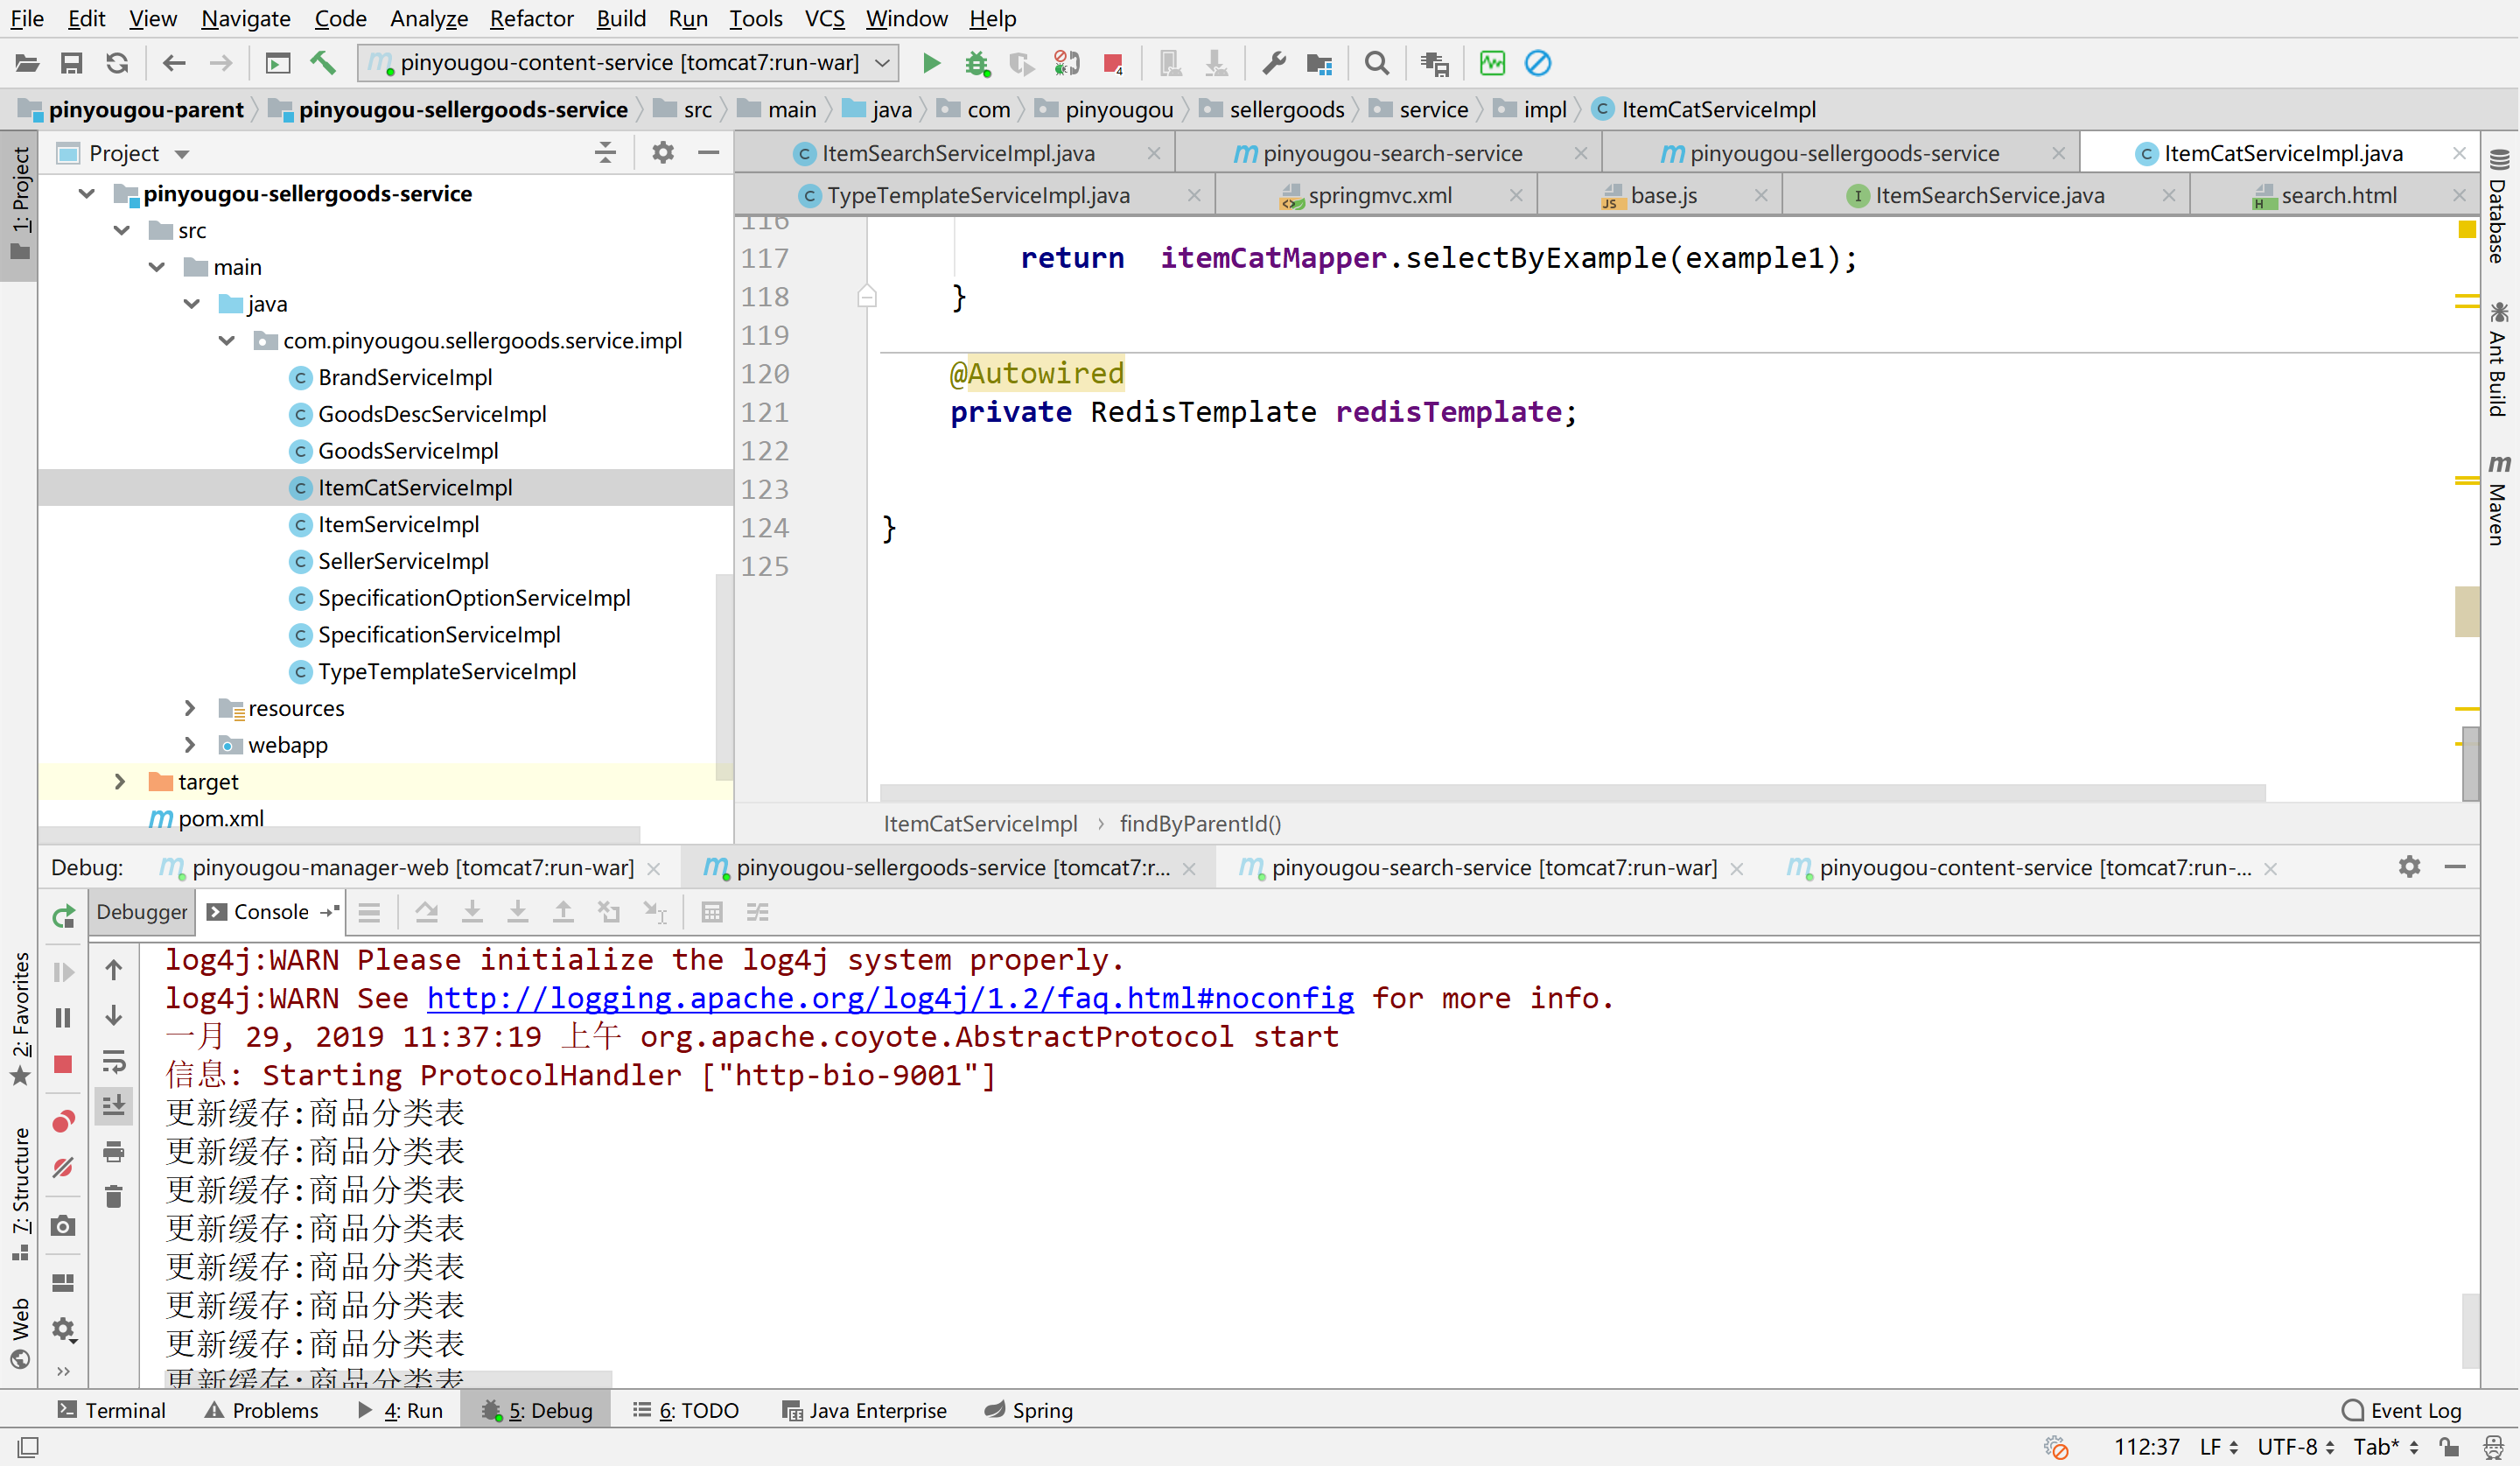 File Edit View Navigate Code Analyze Refactor Build Run Tools VCS Window Help
pinyougou-content-service [tomcat7:run-war]
pinyougou-parent pinyougou-sellergoods-service src main java com pinyougou sellergoods service impl ItemCatServiceImpl
Project
ItemSearchServiceImpl.java pinyougou-search-service pinyougou-sellergoods-service ItemCatServiceImpl.java
TypeTemplateServiceImpl.java springmvc.xml base.js ItemSearchService.java search.html
1: Project
2: Favorites
7: Structure
Web
pinyougou-sellergoods-service
src
main
java
com.pinyougou.sellergoods.service.impl
BrandServiceImpl
GoodsDescServiceImpl
GoodsServiceImpl
ItemCatServiceImpl
ItemServiceImpl
SellerServiceImpl
SpecificationOptionServiceImpl
SpecificationServiceImpl
TypeTemplateServiceImpl
resources
webapp
target
pom.xml
116
117 return itemCatMapper.selectByExample(example1);
118 }
119
120 @Autowired
121 private RedisTemplate redisTemplate;
122
123
124 }
125
ItemCatServiceImpl › findByParentId()
Database
Ant Build
Maven
Debug: pinyougou-manager-web [tomcat7:run-war] pinyougou-sellergoods-service [tomcat7:r... pinyougou-search-service [tomcat7:run-war] pinyougou-content-service [tomcat7:run-...
Debugger Console
log4j:WARN Please initialize the log4j system properly.
log4j:WARN See http://logging.apache.org/log4j/1.2/faq.html#noconfig for more info.
一月 29, 2019 11:37:19 上午 org.apache.coyote.AbstractProtocol start
信息: Starting ProtocolHandler ["http-bio-9001"]
更新缓存:商品分类表
更新缓存:商品分类表
更新缓存:商品分类表
更新缓存:商品分类表
更新缓存:商品分类表
更新缓存:商品分类表
更新缓存:商品分类表
更新缓存:商品分类表
Terminal Problems 4: Run 5: Debug 6: TODO Java Enterprise Spring Event Log
112:37 LF UTF-8 Tab*